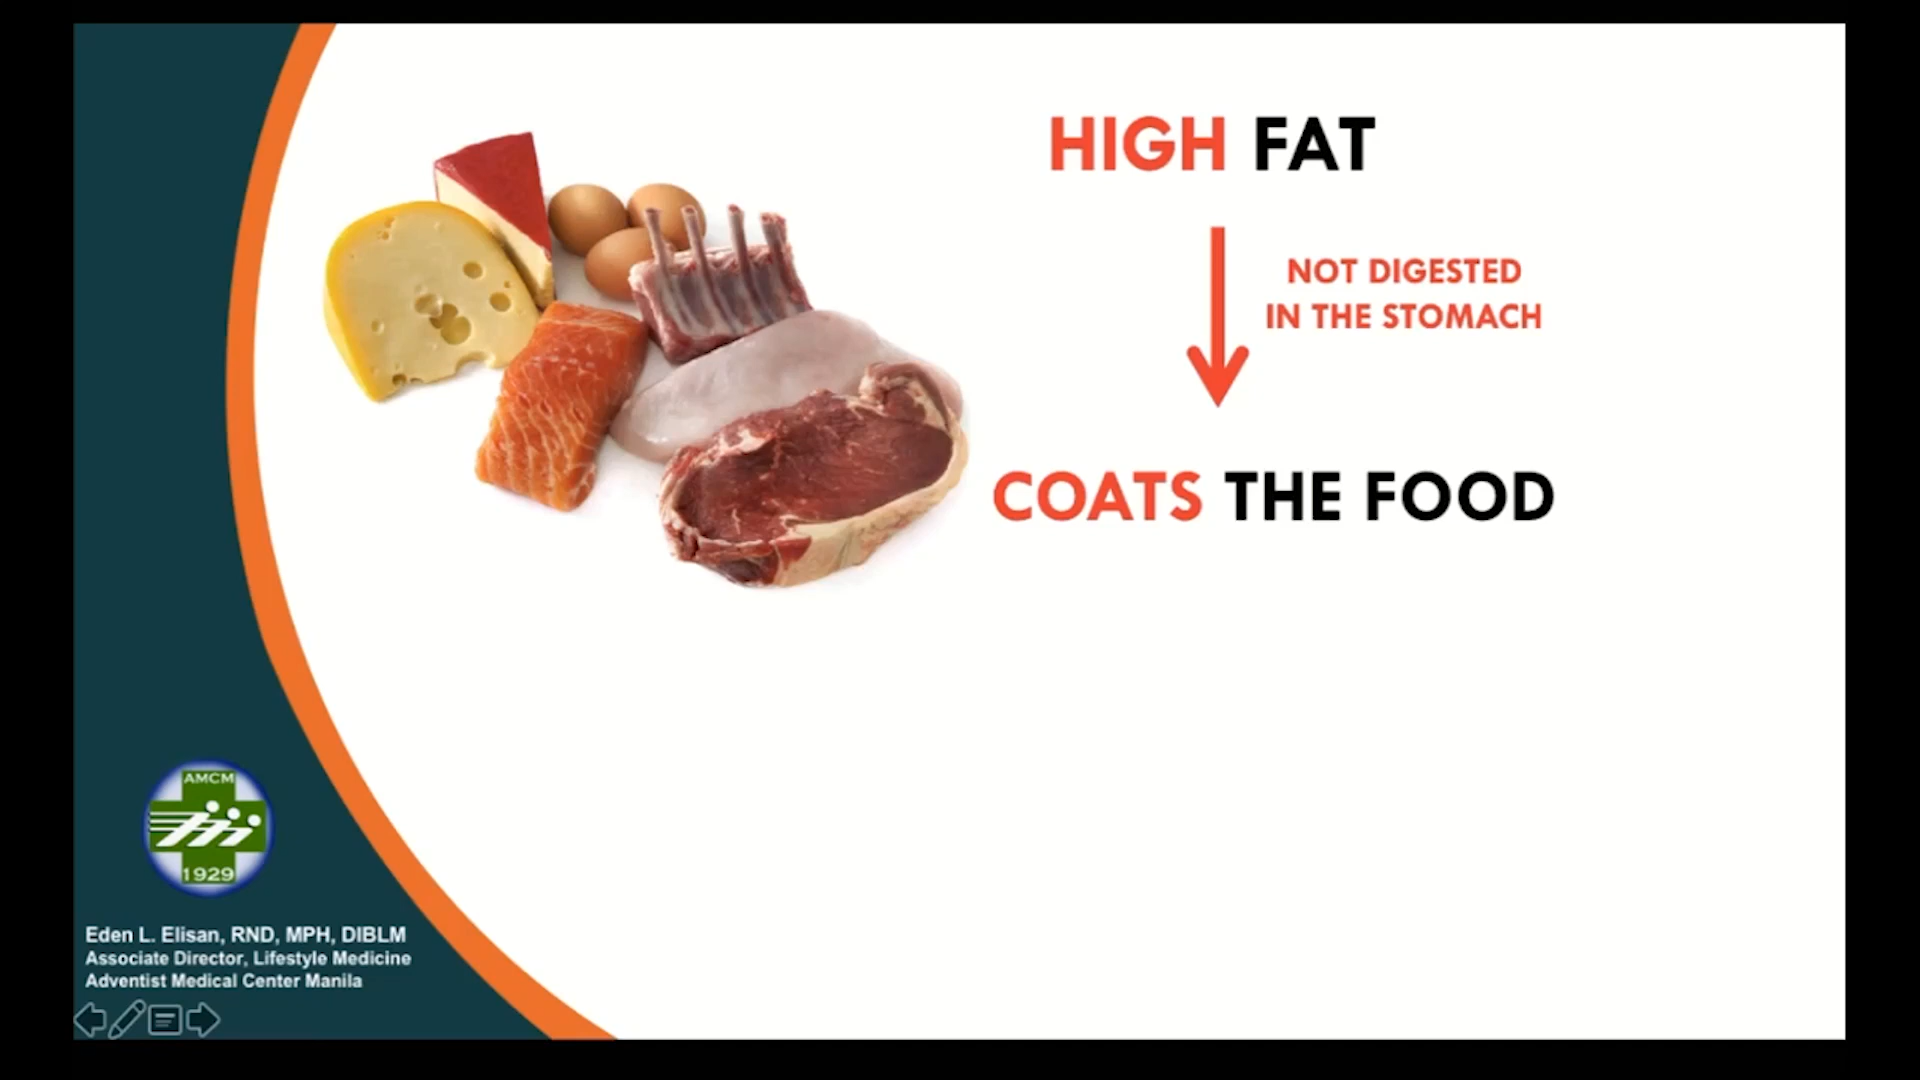 HIGH FAT
NOT DIGESTED
IN THE STOMACH
COATS THE FOOD
AMCM
1929
Eden L. Elisan, RND, MPH, DIBLM
Associate Director, Lifestyle Medicine
Adventist Medical Center Manila